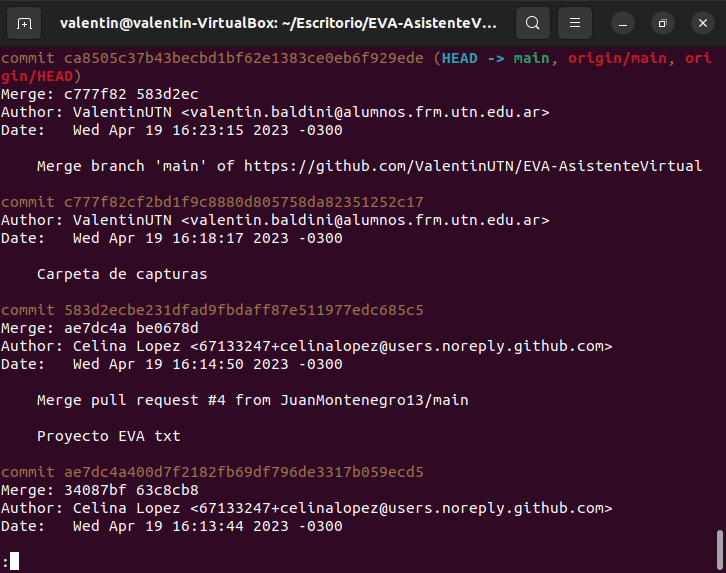 valentin@valentin-VirtualBox: ~/Escritorio/EVA-AsistenteV...
commit ca8505c37b43becbd1bf62e1383ce0eb6f929ede (HEAD -> main, origin/main, ori
gin/HEAD)
Merge: c777f82 583d2ec
Author: ValentinUTN <valentin.baldini@alumnos.frm.utn.edu.ar>
Date:   Wed Apr 19 16:23:15 2023 -0300
    Merge branch 'main' of https://github.com/ValentinUTN/EVA-AsistenteVirtual
commit c777f82cf2bd1f9c8880d805758da82351252c17
Author: ValentinUTN <valentin.baldini@alumnos.frm.utn.edu.ar>
Date:   Wed Apr 19 16:18:17 2023 -0300
    Carpeta de capturas
commit 583d2ecbe231dfad9fbdaff87e511977edc685c5
Merge: ae7dc4a be0678d
Author: Celina Lopez <67133247+celinalopez@users.noreply.github.com>
Date:   Wed Apr 19 16:14:50 2023 -0300
    Merge pull request #4 from JuanMontenegro13/main
    Proyecto EVA txt
commit ae7dc4a400d7f2182fb69df796de3317b059ecd5
Merge: 34087bf 63c8cb8
Author: Celina Lopez <67133247+celinalopez@users.noreply.github.com>
Date:   Wed Apr 19 16:13:44 2023 -0300
: